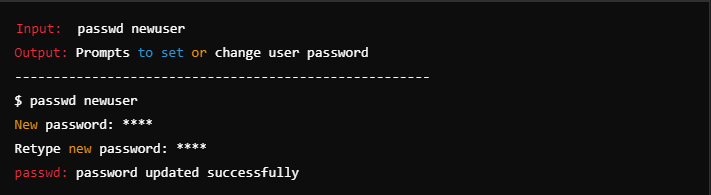 Input:  passwd newuser
Output: Prompts to set or change user password
------------------------------------------------------
$ passwd newuser
New password: ****
Retype new password: ****
passwd: password updated successfully